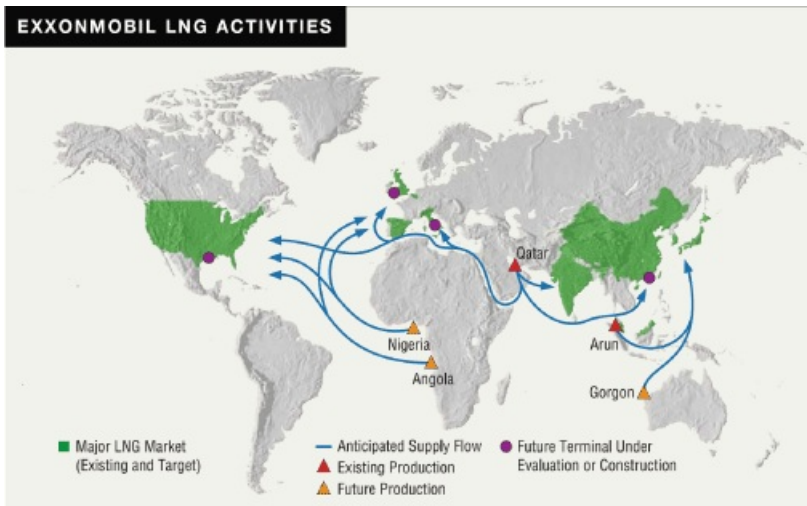 EXXONMOBIL LNG ACTIVITIES
Qatar
Nigeria
Arun
Angola
Gorgon
Major LNG Market
(Existing and Target)
Anticipated Supply Flow
Existing Production
Future Production
Future Terminal Under
Evaluation or Construction